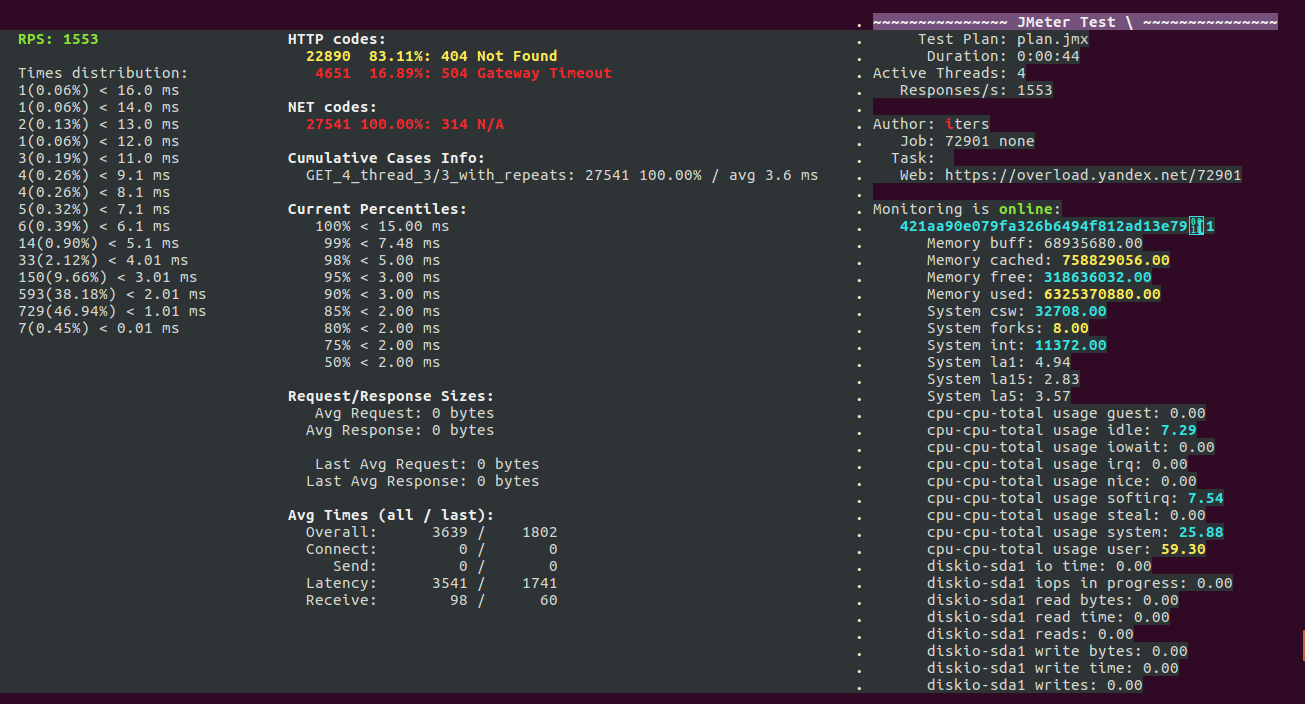 RPS: 1553
Times distribution:
1(0.06%) < 16.0 ms
1(0.06%) < 14.0 ms
2(0.13%) < 13.0 ms
1(0.06%) < 12.0 ms
3(0.19%) < 11.0 ms
4(0.26%) < 9.1 ms
4(0.26%) < 8.1 ms
5(0.32%) < 7.1 ms
6(0.39%) < 6.1 ms
14(0.90%) < 5.1 ms
33(2.12%) < 4.01 ms
150(9.66%) < 3.01 ms
593(38.18%) < 2.01 ms
729(46.94%) < 1.01 ms
7(0.45%) < 0.01 ms
HTTP codes:
22890 83.11%: 404 Not Found
4651 16.89%: 504 Gateway Timeout
NET codes:
27541 100.00%: 314 N/A
Cumulative Cases Info:
GET_4_thread_3/3_with_repeats: 27541 100.00% / avg 3.6 ms
Current Percentiles:
100% < 15.00 ms
99% < 7.48 ms
98% < 5.00 ms
95% < 3.00 ms
90% < 3.00 ms
85% < 2.00 ms
80% < 2.00 ms
75% < 2.00 ms
50% < 2.00 ms
Request/Response Sizes:
Avg Request: 0 bytes
Avg Response: 0 bytes
Last Avg Request: 0 bytes
Last Avg Response: 0 bytes
Avg Times (all / last):
Overall: 3639 / 1802
Connect: 0 / 0
Send: 0 / 0
Latency: 3541 / 1741
Receive: 98 / 60
~~~~~~~~~~~~~~~ JMeter Test \ ~~~~~~~~~~~~~~~
Test Plan: plan.jmx
Duration: 0:00:44
Active Threads: 4
Responses/s: 1553
Author: iters
Job: 72901 none
Task:
Web: https://overload.yandex.net/72901
Monitoring is online:
421aa90e079fa326b6494f812ad13e79 1
Memory buff: 68935680.00
Memory cached: 758829056.00
Memory free: 318636032.00
Memory used: 6325370880.00
System csw: 32708.00
System forks: 8.00
System int: 11372.00
System la1: 4.94
System la15: 2.83
System la5: 3.57
cpu-cpu-total usage guest: 0.00
cpu-cpu-total usage idle: 7.29
cpu-cpu-total usage iowait: 0.00
cpu-cpu-total usage irq: 0.00
cpu-cpu-total usage nice: 0.00
cpu-cpu-total usage softirq: 7.54
cpu-cpu-total usage steal: 0.00
cpu-cpu-total usage system: 25.88
cpu-cpu-total usage user: 59.30
diskio-sda1 io time: 0.00
diskio-sda1 iops in progress: 0.00
diskio-sda1 read bytes: 0.00
diskio-sda1 read time: 0.00
diskio-sda1 reads: 0.00
diskio-sda1 write bytes: 0.00
diskio-sda1 write time: 0.00
diskio-sda1 writes: 0.00